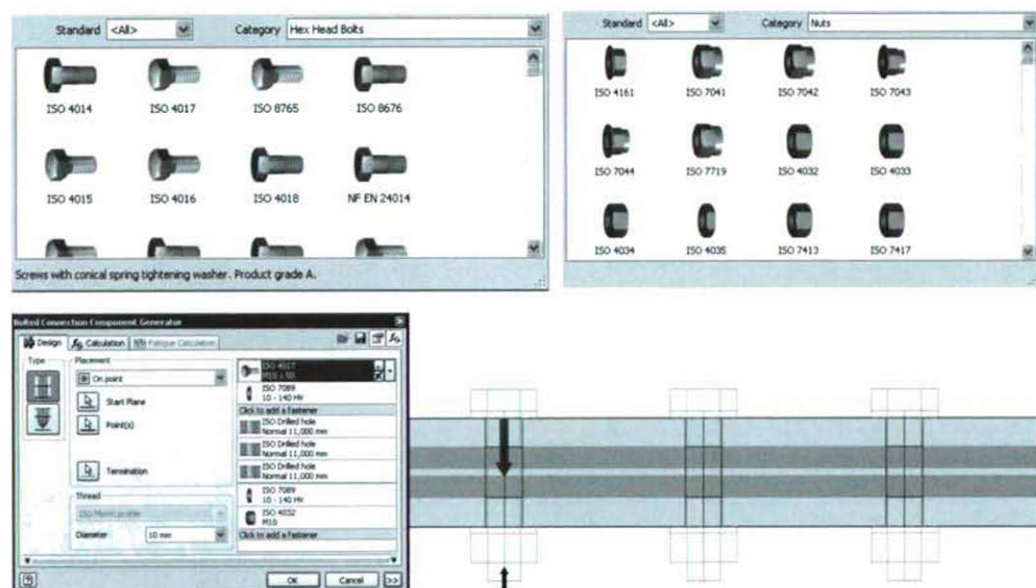 Standard <All> Category Hex Head Bolts
ISO 4014 ISO 4017 ISO 8765 ISO 8676
ISO 4015 ISO 4016 ISO 4018 NF EN 24014
Screws with conical spring tightening washer. Product grade A.
Standard <All> Category Nuts
ISO 4161 ISO 7041 ISO 7042 ISO 7043
ISO 7044 ISO 7719 ISO 4032 ISO 4033
ISO 4034 ISO 4035 ISO 7413 ISO 7417
Bolted Connection Component Generator
Design Calculation Fatigue Calculation
Type
Placement
On point
Start Plane
Point(s)
Termination
Thread
ISO Metric profile
Diameter 10 mm
ISO 4017
M10 x 50
ISO 7089
10 - 140 HV
Click to add a fastener
ISO Drilled hole
Normal 11,000 mm
ISO Drilled hole
Normal 11,000 mm
ISO Drilled hole
Normal 11,000 mm
ISO 7089
10 - 140 HV
ISO 4032
M10
Click to add a fastener
OK Cancel >>